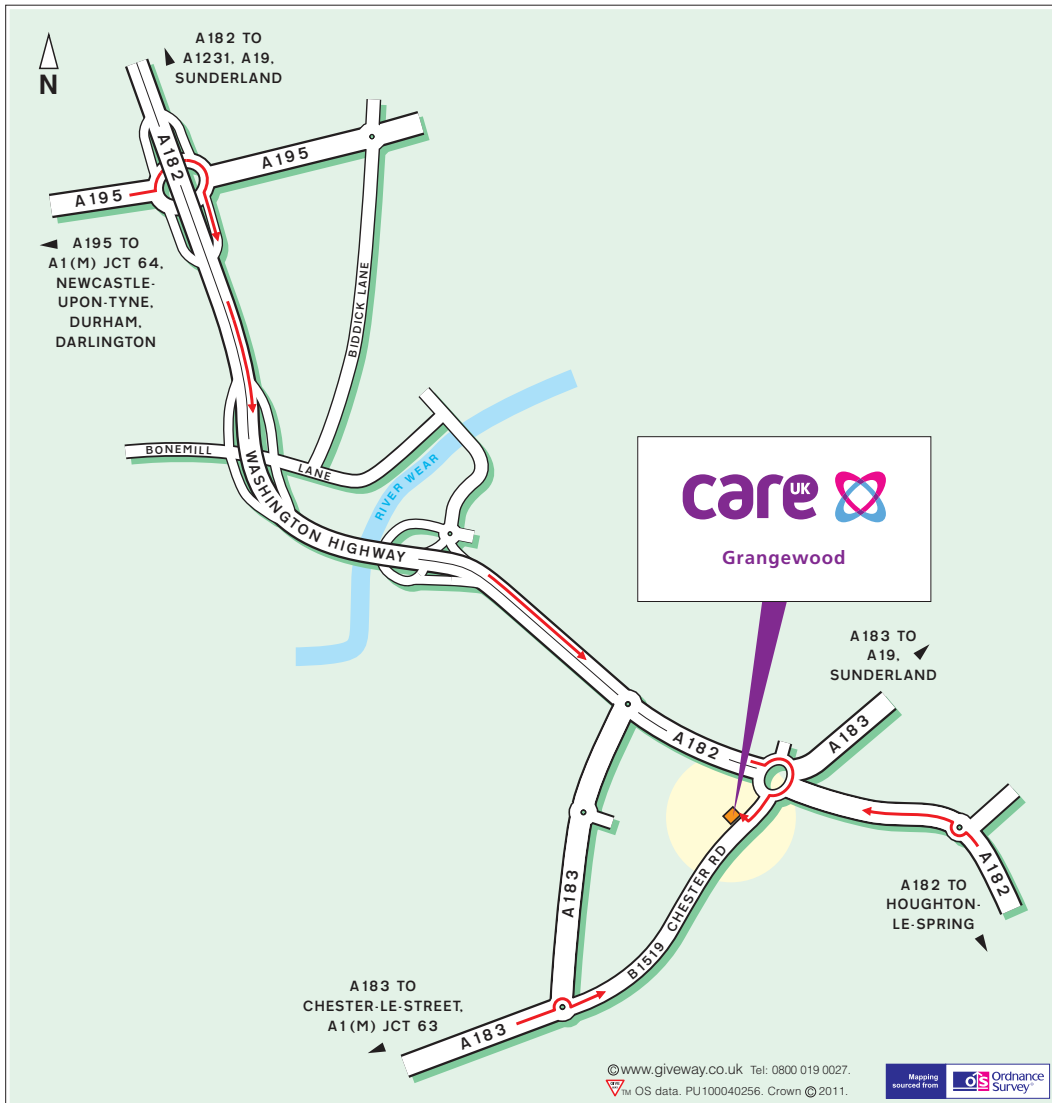 N
A182 TO
A1231, A19,
SUNDERLAND
A182
A195
A195
A195 TO
A1(M) JCT 64,
NEWCASTLE-
UPON-TYNE,
DURHAM,
DARLINGTON
BIDDICK LANE
BONEMILL
LANE
RIVER WEAR
WASHINGTON HIGHWAY
care UK
Grangewood
A183 TO
A19,
SUNDERLAND
A183
A182
A182
A182 TO
HOUGHTON-
LE-SPRING
A183
B1519 CHESTER RD
A183 TO
CHESTER-LE-STREET,
A1(M) JCT 63
A183
©www.giveway.co.uk Tel: 0800 019 0027.
GIVE WAY TM OS data. PU100040256. Crown © 2011.
Mapping
sourced from
OS Ordnance
Survey®